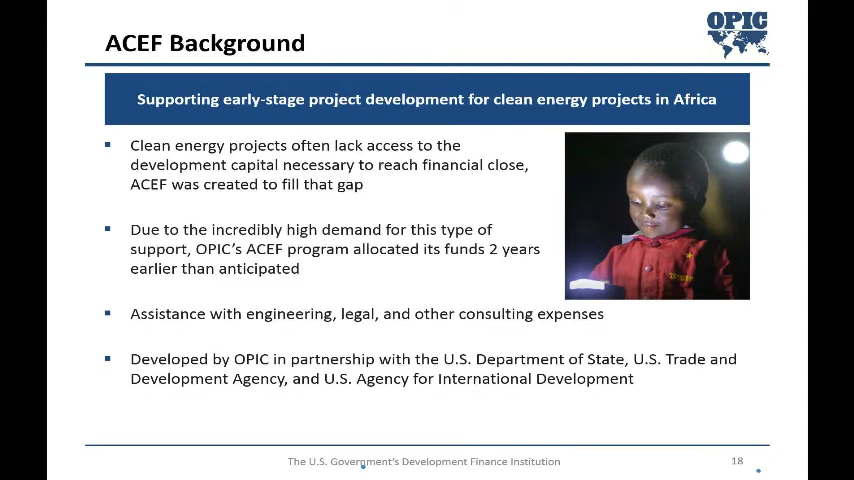 OPIC
ACEF Background
Supporting early-stage project development for clean energy projects in Africa
Clean energy projects often lack access to the
development capital necessary to reach financial close,
ACEF was created to fill that gap
Due to the incredibly high demand for this type of
support, OPIC's ACEF program allocated its funds 2 years
earlier than anticipated
Assistance with engineering, legal, and other consulting expenses
Developed by OPIC in partnership with the U.S. Department of State, U.S. Trade and
Development Agency, and U.S. Agency for International Development
The U.S. Government's Development Finance Institution
18